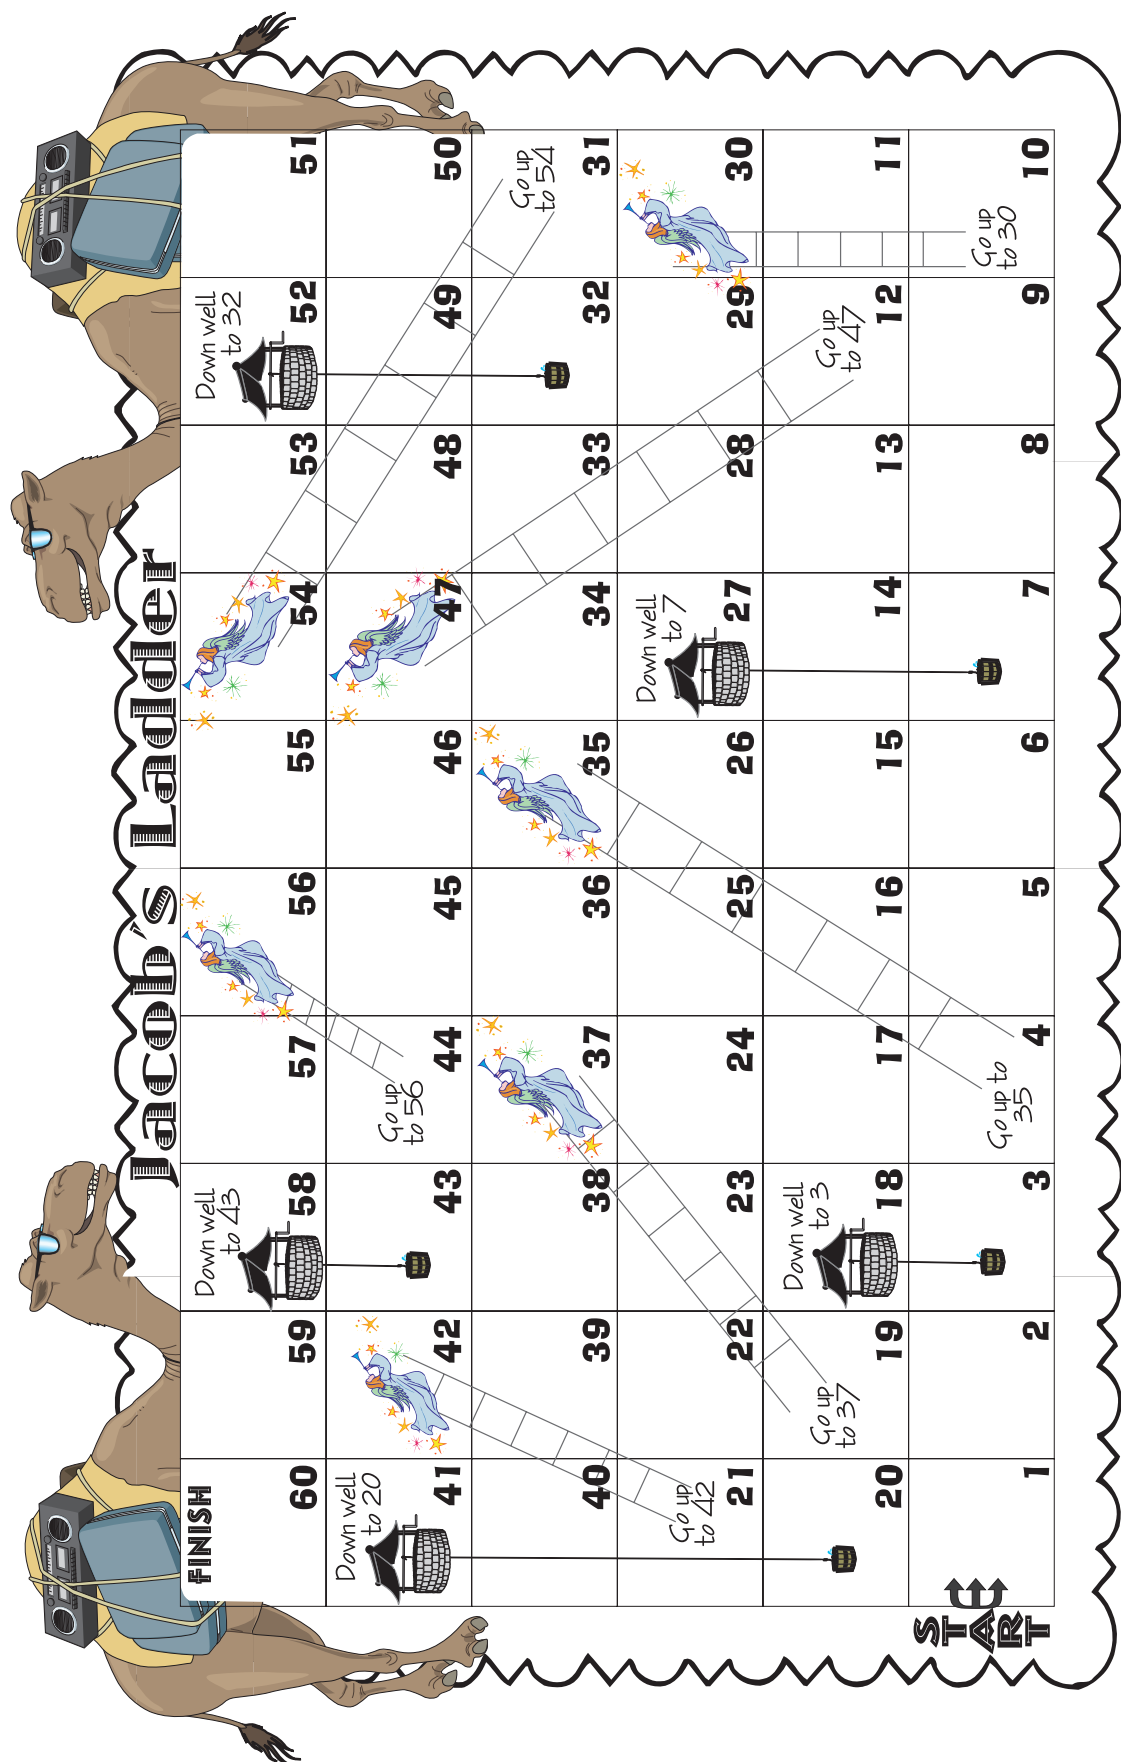 Jacob's Ladder
FINISH
60
59
Down well
to 43
58
57
56
55
54
53
Down well
to 32
52
51
Down well
to 20
41
42
43
Go up
to 56
44
45
46
47
48
49
50
40
39
38
37
36
35
34
33
32
Go up
to 54
31
Go up
to 42
21
22
23
24
25
26
Down well
to 7
27
28
29
30
20
Go up
to 37
19
Down well
to 3
18
17
16
15
14
13
Go up
to 47
12
11
START
1
2
3
Go up to
35
4
5
6
7
8
9
Go up
to 30
10